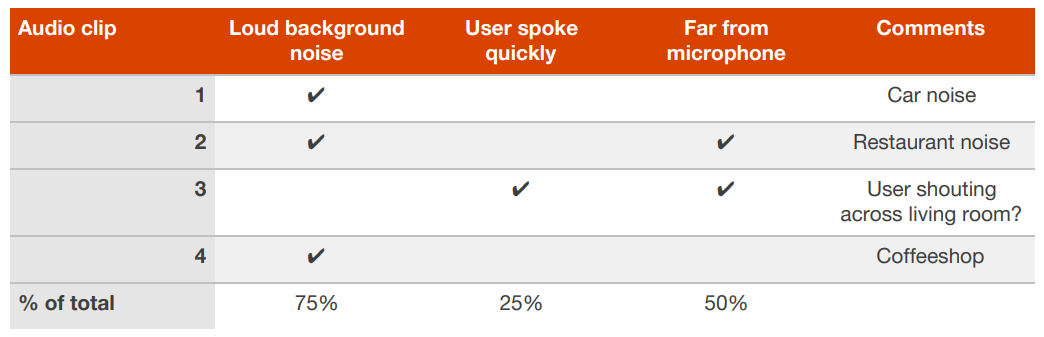 Audio clip Loud background noise User spoke quickly Far from microphone Comments
1 ✔ Car noise
2 ✔ ✔ Restaurant noise
3 ✔ ✔ User shouting across living room?
4 ✔ Coffeeshop
% of total 75% 25% 50%